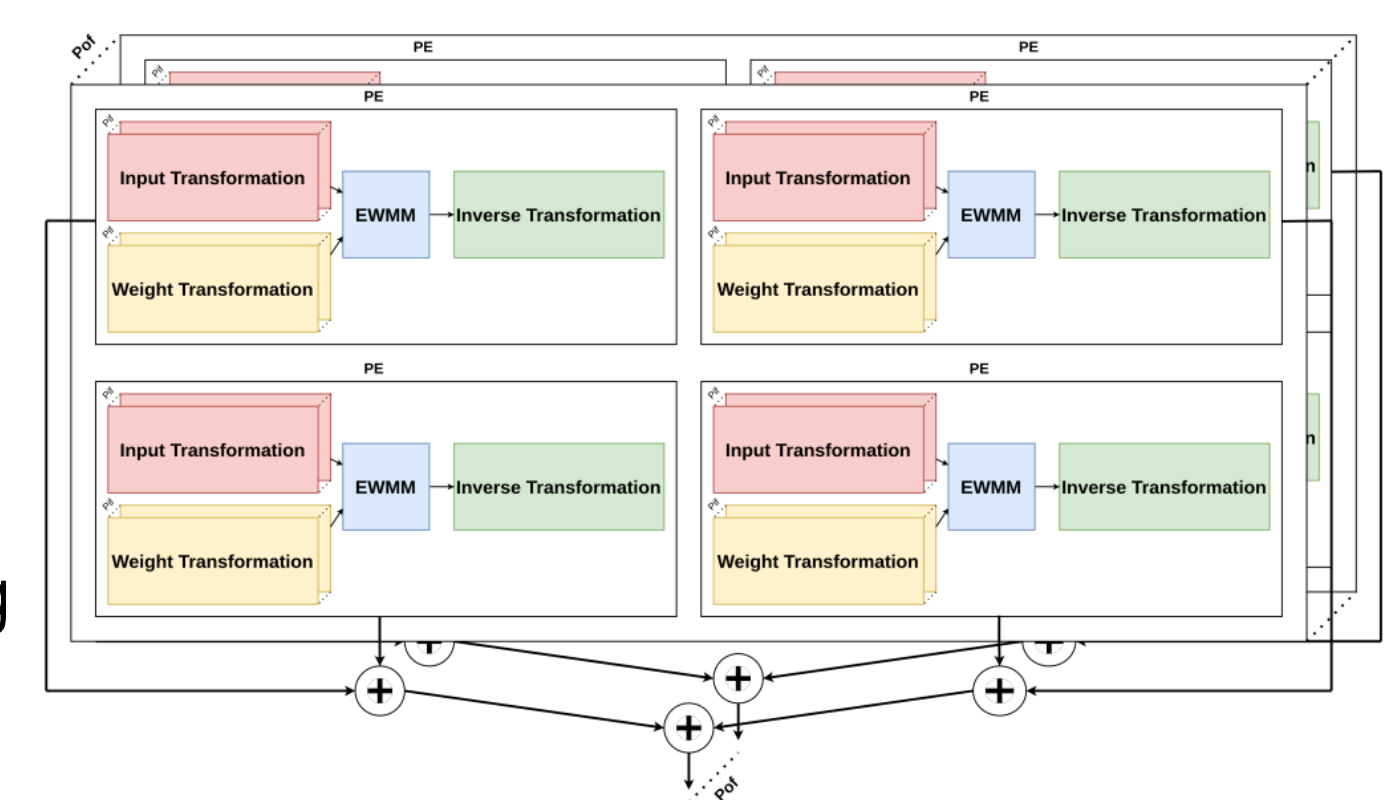 Pof
PE PE
Pif Pif
PE PE
Pif Pif
Input Transformation EWMM Inverse Transformation Input Transformation EWMM Inverse Transformation n
Pif Pif
Weight Transformation Weight Transformation
PE PE
Pif Pif
Input Transformation EWMM Inverse Transformation Input Transformation EWMM Inverse Transformation n
Pif Pif
Weight Transformation Weight Transformation
g
Pof